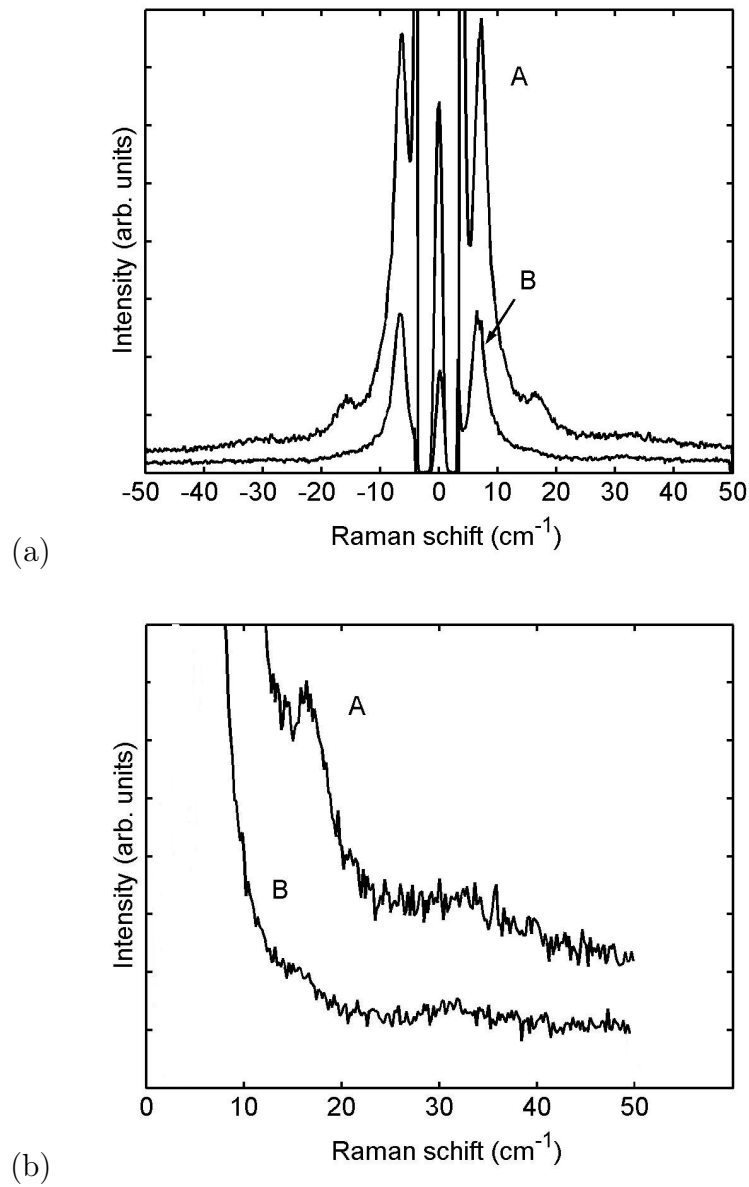 A
B
Intensity (arb. units)
-50 -40 -30 -20 -10 0 10 20 30 40 50
Raman schift (cm-1)
(a)
A
B
Intensity (arb. units)
0 10 20 30 40 50
Raman schift (cm-1)
(b)